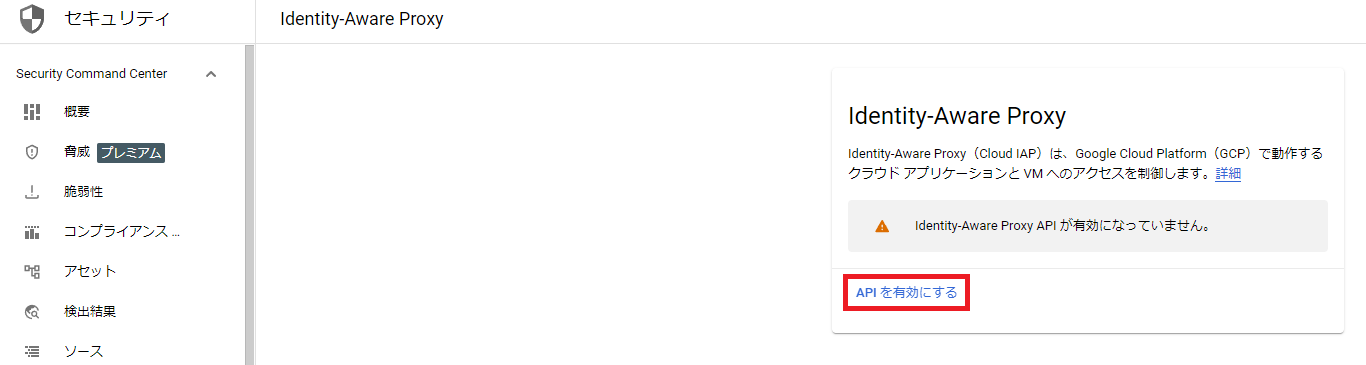 セキュリティ
Identity-Aware Proxy
Security Command Center
概要
脅威 プレミアム
脆弱性
コンプライアンス ...
アセット
検出結果
ソース
Identity-Aware Proxy
Identity-Aware Proxy（Cloud IAP）は、Google Cloud Platform（GCP）で動作する
クラウド アプリケーションと VM へのアクセスを制御します。詳細
Identity-Aware Proxy API が有効になっていません。
API を有効にする